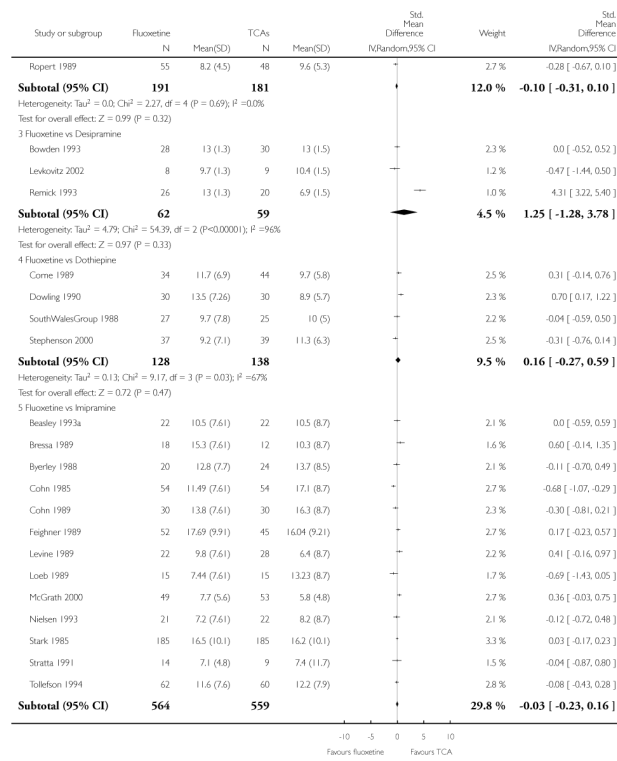 Std. Mean Difference Std. Mean Difference
Study or subgroup Fluoxetine TCAs Weight
N Mean(SD) N Mean(SD) IV,Random,95% CI IV,Random,95% CI
Ropert 1989 55 8.2 (4.5) 48 9.6 (5.3) 2.7 % -0.28 [ -0.67, 0.10 ]
Subtotal (95% CI) 191 181 12.0 % -0.10 [ -0.31, 0.10 ]
Heterogeneity: Tau² = 0.0; Chi² = 2.27, df = 4 (P = 0.69); I² =0.0%
Test for overall effect: Z = 0.99 (P = 0.32)
3 Fluoxetine vs Desipramine
Bowden 1993 28 13 (1.3) 30 13 (1.5) 2.3 % 0.0 [ -0.52, 0.52 ]
Levkovitz 2002 8 9.7 (1.3) 9 10.4 (1.5) 1.2 % -0.47 [ -1.44, 0.50 ]
Remick 1993 26 13 (1.3) 20 6.9 (1.5) 1.0 % 4.31 [ 3.22, 5.40 ]
Subtotal (95% CI) 62 59 4.5 % 1.25 [ -1.28, 3.78 ]
Heterogeneity: Tau² = 4.79; Chi² = 54.39, df = 2 (P<0.00001); I² =96%
Test for overall effect: Z = 0.97 (P = 0.33)
4 Fluoxetine vs Dothiepine
Corne 1989 34 11.7 (6.9) 44 9.7 (5.8) 2.5 % 0.31 [ -0.14, 0.76 ]
Dowling 1990 30 13.5 (7.26) 30 8.9 (5.7) 2.3 % 0.70 [ 0.17, 1.22 ]
SouthWalesGroup 1988 27 9.7 (7.8) 25 10 (5) 2.2 % -0.04 [ -0.59, 0.50 ]
Stephenson 2000 37 9.2 (7.1) 39 11.3 (6.3) 2.5 % -0.31 [ -0.76, 0.14 ]
Subtotal (95% CI) 128 138 9.5 % 0.16 [ -0.27, 0.59 ]
Heterogeneity: Tau² = 0.13; Chi² = 9.17, df = 3 (P = 0.03); I² =67%
Test for overall effect: Z = 0.72 (P = 0.47)
5 Fluoxetine vs Imipramine
Beasley 1993a 22 10.5 (7.61) 22 10.5 (8.7) 2.1 % 0.0 [ -0.59, 0.59 ]
Bressa 1989 18 15.3 (7.61) 12 10.3 (8.7) 1.6 % 0.60 [ -0.14, 1.35 ]
Byerley 1988 20 12.8 (7.7) 24 13.7 (8.5) 2.1 % -0.11 [ -0.70, 0.49 ]
Cohn 1985 54 11.49 (7.61) 54 17.1 (8.7) 2.7 % -0.68 [ -1.07, -0.29 ]
Cohn 1989 30 13.8 (7.61) 30 16.3 (8.7) 2.3 % -0.30 [ -0.81, 0.21 ]
Feighner 1989 52 17.69 (9.91) 45 16.04 (9.21) 2.7 % 0.17 [ -0.23, 0.57 ]
Levine 1989 22 9.8 (7.61) 28 6.4 (8.7) 2.2 % 0.41 [ -0.16, 0.97 ]
Loeb 1989 15 7.44 (7.61) 15 13.23 (8.7) 1.7 % -0.69 [ -1.43, 0.05 ]
McGrath 2000 49 7.7 (5.6) 53 5.8 (4.8) 2.7 % 0.36 [ -0.03, 0.75 ]
Nielsen 1993 21 7.2 (7.61) 22 8.2 (8.7) 2.1 % -0.12 [ -0.72, 0.48 ]
Stark 1985 185 16.5 (10.1) 185 16.2 (10.1) 3.3 % 0.03 [ -0.17, 0.23 ]
Stratta 1991 14 7.1 (4.8) 9 7.4 (11.7) 1.5 % -0.04 [ -0.87, 0.80 ]
Tollefson 1994 62 11.6 (7.6) 60 12.2 (7.9) 2.8 % -0.08 [ -0.43, 0.28 ]
Subtotal (95% CI) 564 559 29.8 % -0.03 [ -0.23, 0.16 ]
-10 -5 0 5 10
Favours fluoxetine Favours TCA